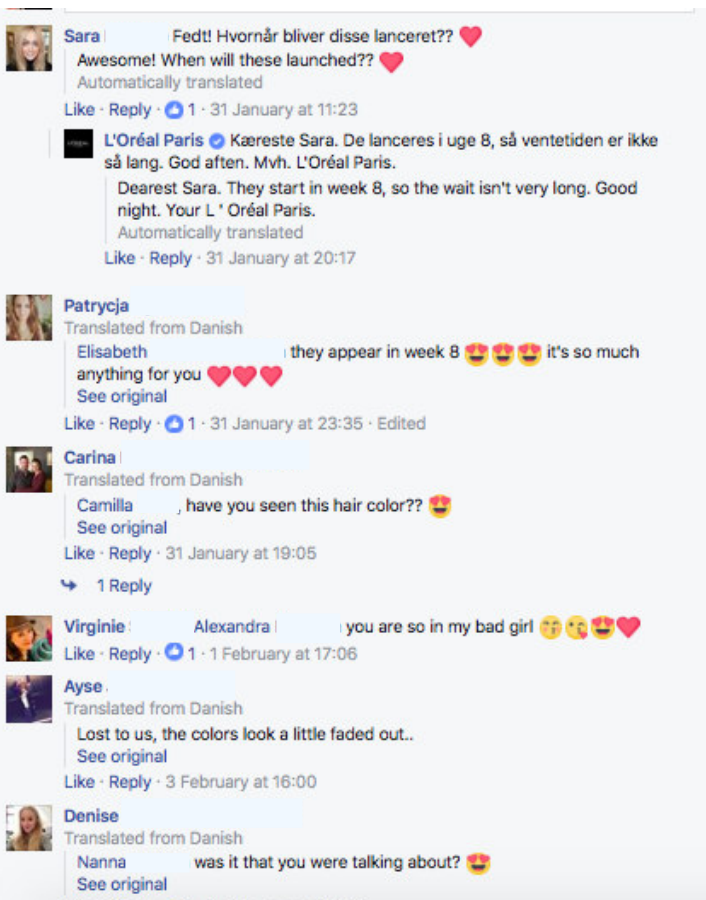 Sara Fedt! Hvornår bliver disse lanceret??
Awesome! When will these launched??
Automatically translated
Like · Reply · 1 · 31 January at 11:23
L'Oréal Paris Kæreste Sara. De lanceres i uge 8, så ventetiden er ikke
så lang. God aften. Mvh. L'Oréal Paris.
Dearest Sara. They start in week 8, so the wait isn't very long. Good
night. Your L ' Oréal Paris.
Automatically translated
Like · Reply · 31 January at 20:17
Patrycja
Translated from Danish
Elisabeth they appear in week 8 😍😍😍 it's so much
anything for you ❤❤❤
See original
Like · Reply · 1 · 31 January at 23:35 · Edited
Carina
Translated from Danish
Camilla , have you seen this hair color?? 😍
See original
Like · Reply · 31 January at 19:05
1 Reply
Virginie Alexandra you are so in my bad girl 😙😘😍❤
Like · Reply · 1 · 1 February at 17:06
Ayse
Translated from Danish
Lost to us, the colors look a little faded out..
See original
Like · Reply · 3 February at 16:00
Denise
Translated from Danish
Nanna was it that you were talking about? 😍
See original